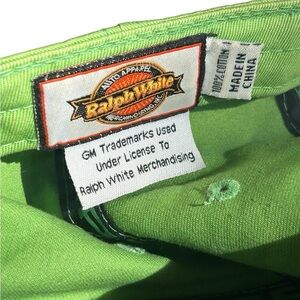 AUTO APPAREL
Ralph White
MERCHANDISING, INC.
100% COTTON
MADE IN
CHINA
GM Trademarks Used
Under License To
Ralph White Merchandising